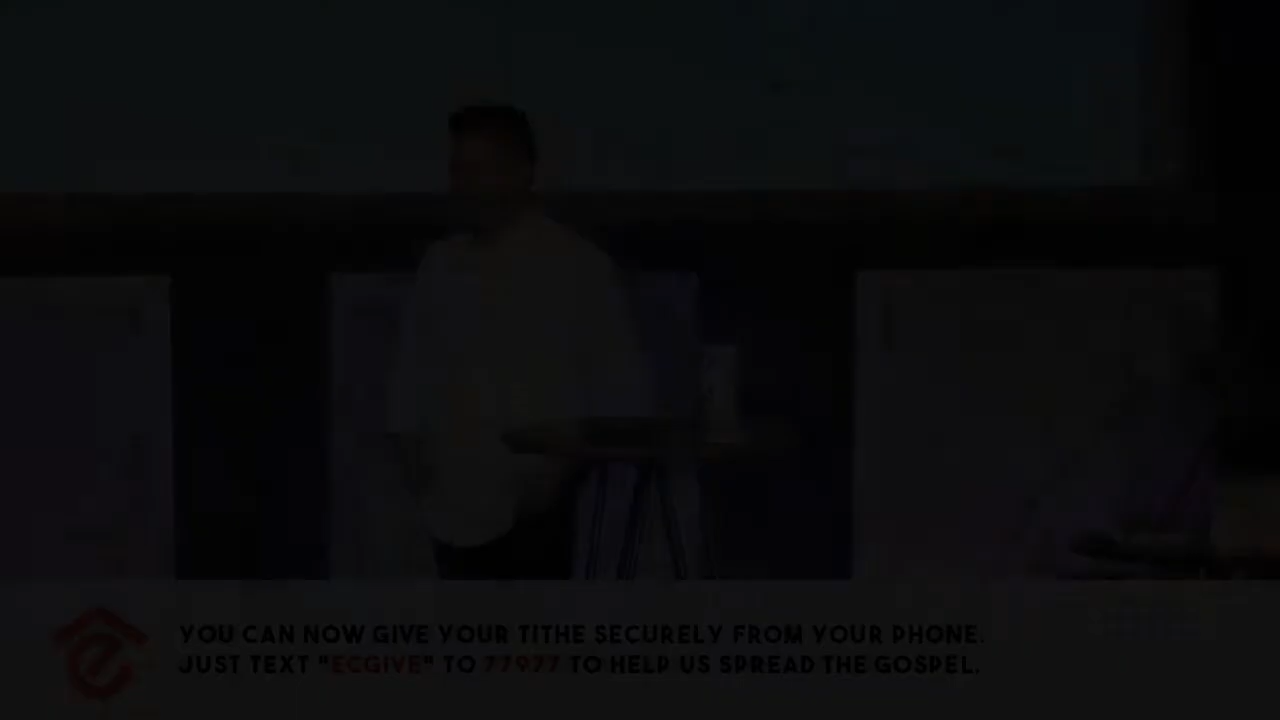 YOU CAN NOW GIVE YOUR TITHE SECURELY FROM YOUR PHONE.
JUST TEXT "ECGIVE" TO 77977 TO HELP US SPREAD THE GOSPEL.